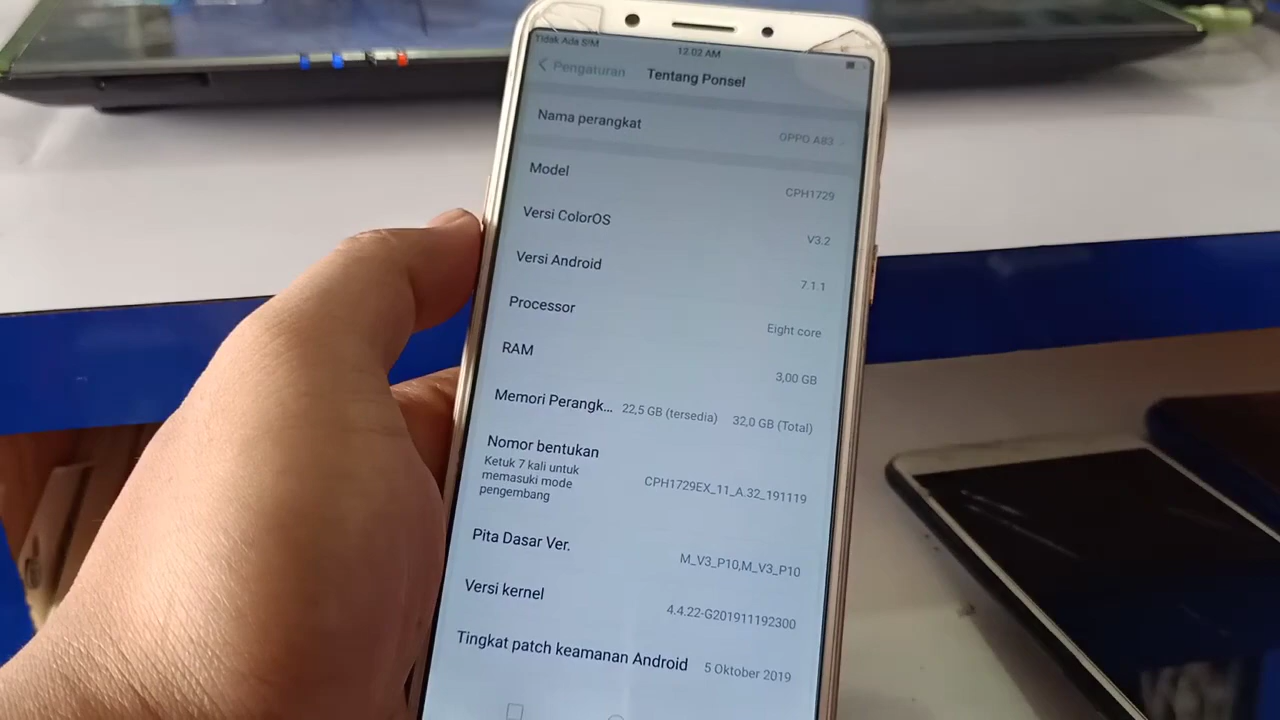 Tidak Ada SIM 12.02 AM
Pengaturan Tentang Ponsel
Nama perangkat OPPO A83
Model CPH1729
Versi ColorOS V3.2
Versi Android 7.1.1
Processor Eight core
RAM 3,00 GB
Memori Perangk... 22,5 GB (tersedia) 32,0 GB (Total)
Nomor bentukan
Ketuk 7 kali untuk
memasuki mode
pengembang
CPH1729EX_11_A.32_191119
Pita Dasar Ver. M_V3_P10,M_V3_P10
Versi kernel 4.4.22-G201911192300
Tingkat patch keamanan Android 5 Oktober 2019